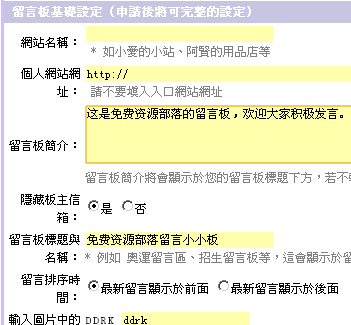 留言板基礎設定（申請後將可完整的設定）
網站名稱：
* 如小愛的小站、阿賢的用品店等
個人網站網址：
http://
請不要填入入口網站網址
这是免费资源部落的留言板，欢迎大家积极发言。
留言板簡介：
留言板簡介將會顯示於您的留言板標題下方，若不
隱藏板主信箱：
是 否
留言板標題與名稱：
免费资源部落留言小小板
* 例如 奧運留言區、招生留言板等，這會顯示於留
留言排序時間：
最新留言顯示於前面 最新留言顯示於後面
輸入圖片中的 DDRK ddrk